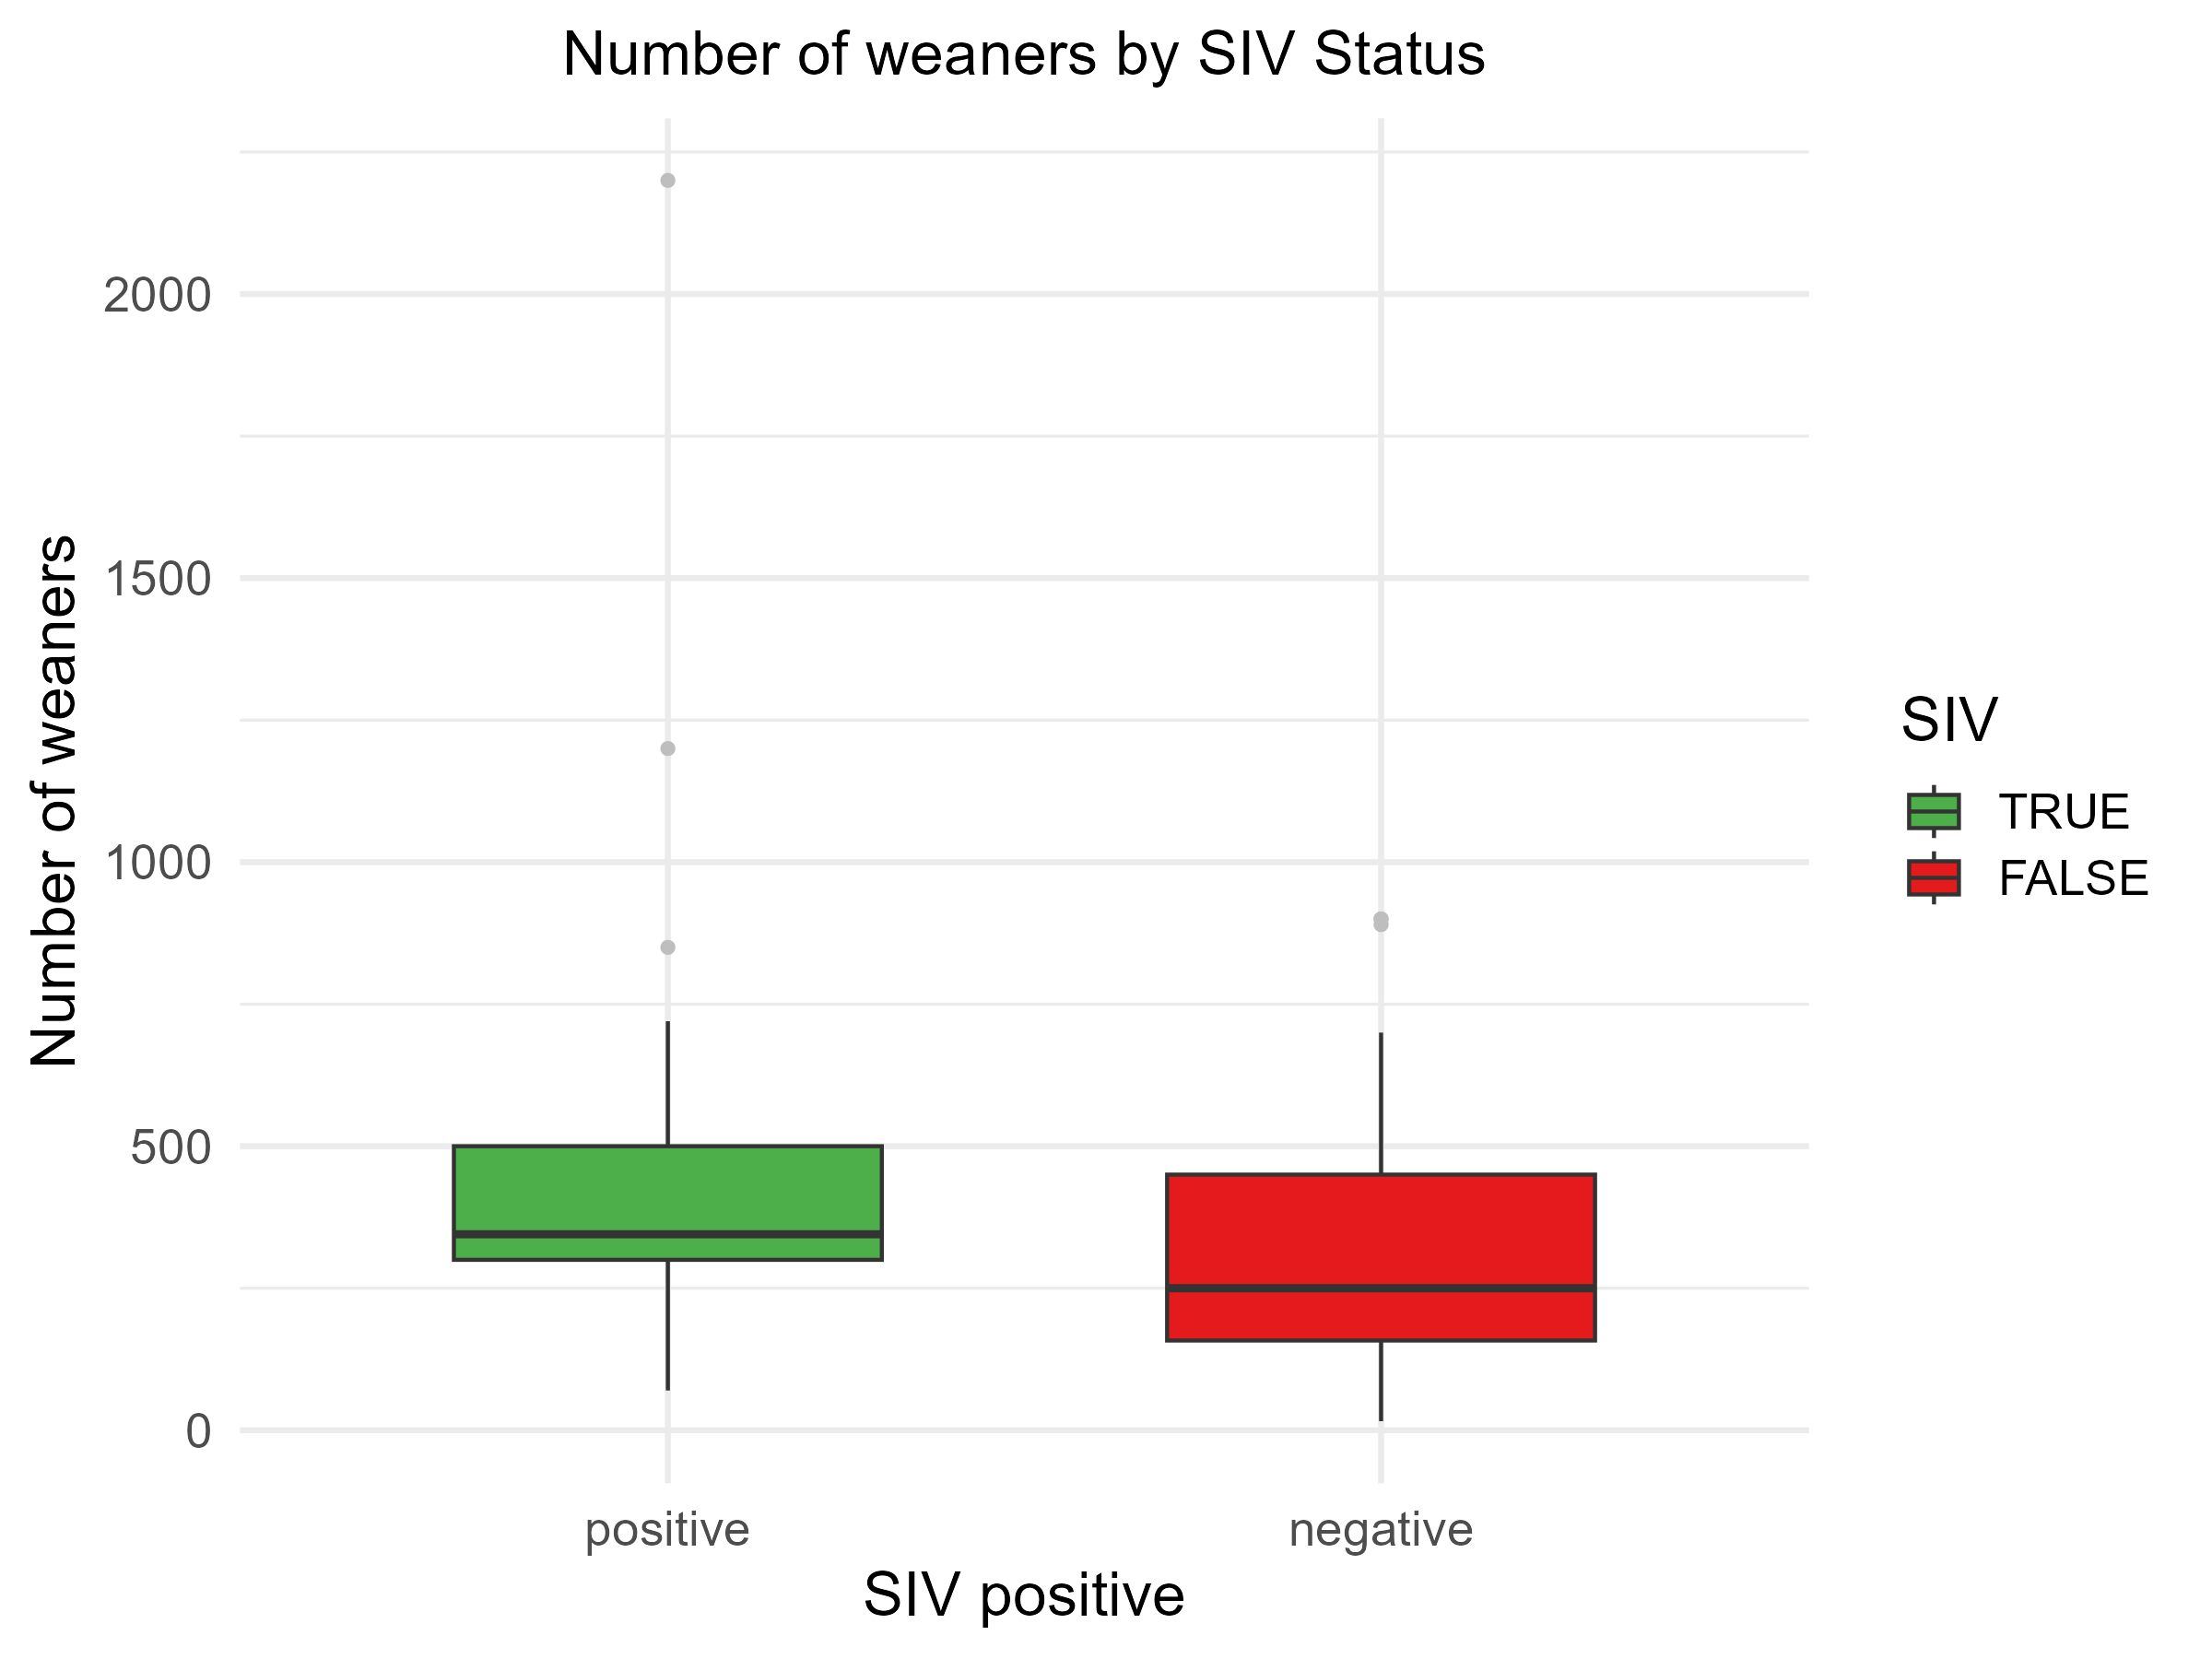 Number of weaners by SIV Status
Number of weaners
2000
1500
1000
500
0
positive
negative
SIV positive
SIV
TRUE
FALSE